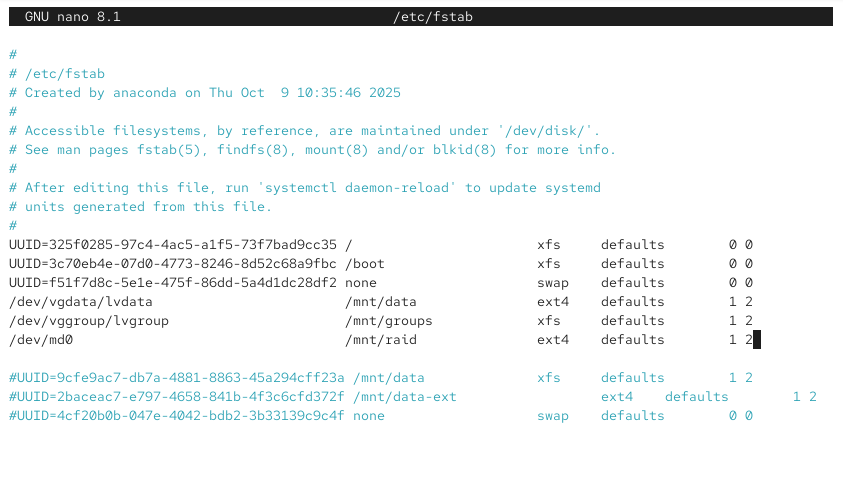 GNU nano 8.1 /etc/fstab
#
# /etc/fstab
# Created by anaconda on Thu Oct  9 10:35:46 2025
#
# Accessible filesystems, by reference, are maintained under '/dev/disk/'.
# See man pages fstab(5), findfs(8), mount(8) and/or blkid(8) for more info.
#
# After editing this file, run 'systemctl daemon-reload' to update systemd
# units generated from this file.
#
UUID=325f0285-97c4-4ac5-a1f5-73f7bad9cc35 /                       xfs     defaults        0 0
UUID=3c70eb4e-07d0-4773-8246-8d52c68a9fbc /boot                   xfs     defaults        0 0
UUID=f51f7d8c-5e1e-475f-86dd-5a4d1dc28df2 none                    swap    defaults        0 0
/dev/vgdata/lvdata                        /mnt/data               ext4    defaults        1 2
/dev/vggroup/lvgroup                      /mnt/groups             xfs     defaults        1 2
/dev/md0                                  /mnt/raid               ext4    defaults        1 2
#UUID=9cfe9ac7-db7a-4881-8863-45a294cff23a /mnt/data              xfs     defaults        1 2
#UUID=2baceac7-e797-4658-841b-4f3c6cfd372f /mnt/data-ext                  ext4    defaults        1 2
#UUID=4cf20b0b-047e-4042-bdb2-3b33139c9c4f none                   swap    defaults        0 0